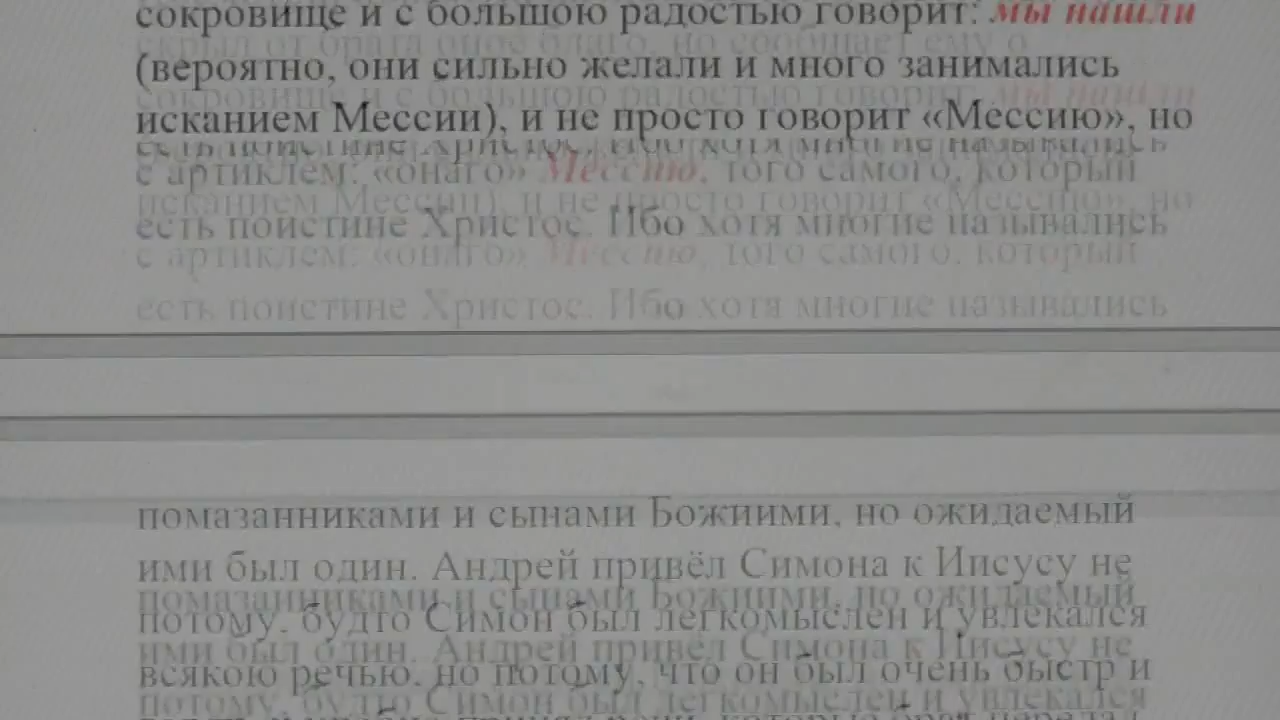 сокровище и с большою радостью говорит: мы нашли
(вероятно, они сильно желали и много занимались
исканием Мессии), и не просто говорит «Мессию», но
с артиклем: «онаго» Мессию, того самого, который
есть поистине Христос. Ибо хотя многие назывались
помазанниками и сынами Божиими, но ожидаемый
ими был один. Андрей привёл Симона к Иисусу не
потому, будто Симон был легкомыслен и увлекался
всякою речью, но потому, что он был очень быстр и